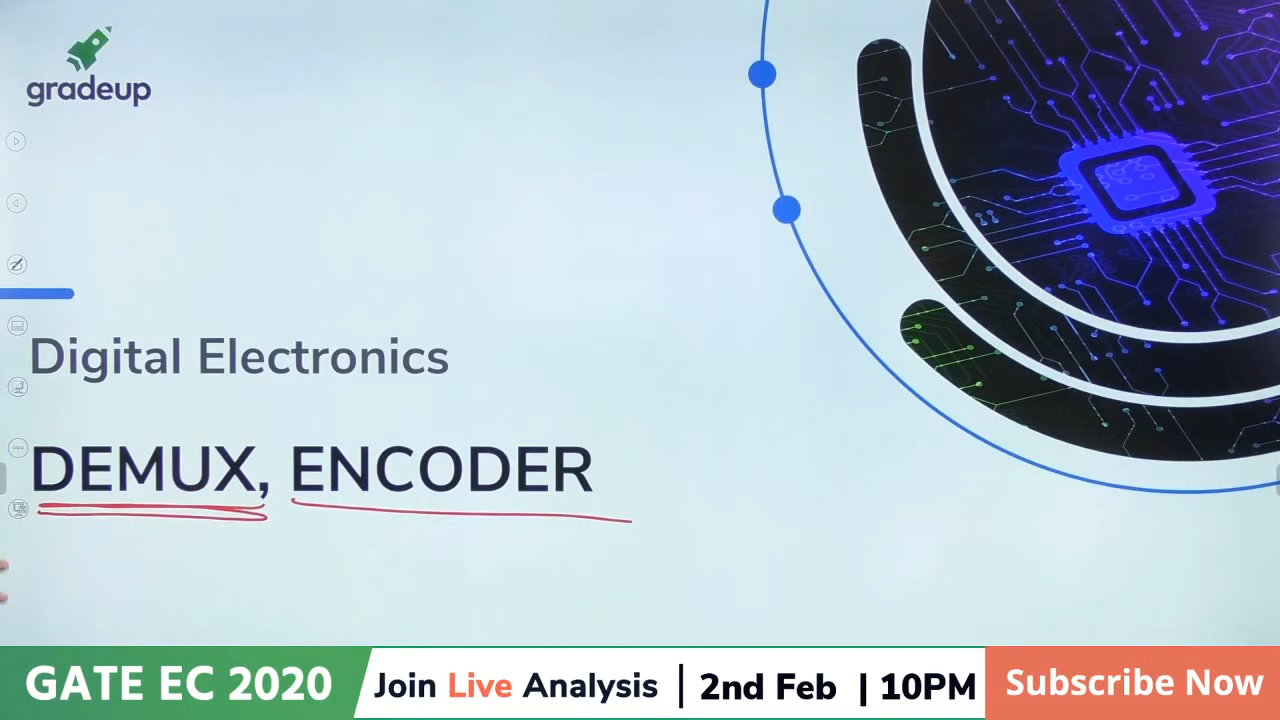 gradeup
Digital Electronics
DEMUX, ENCODER
GATE EC 2020
Join Live Analysis | 2nd Feb | 10PM
Subscribe Now